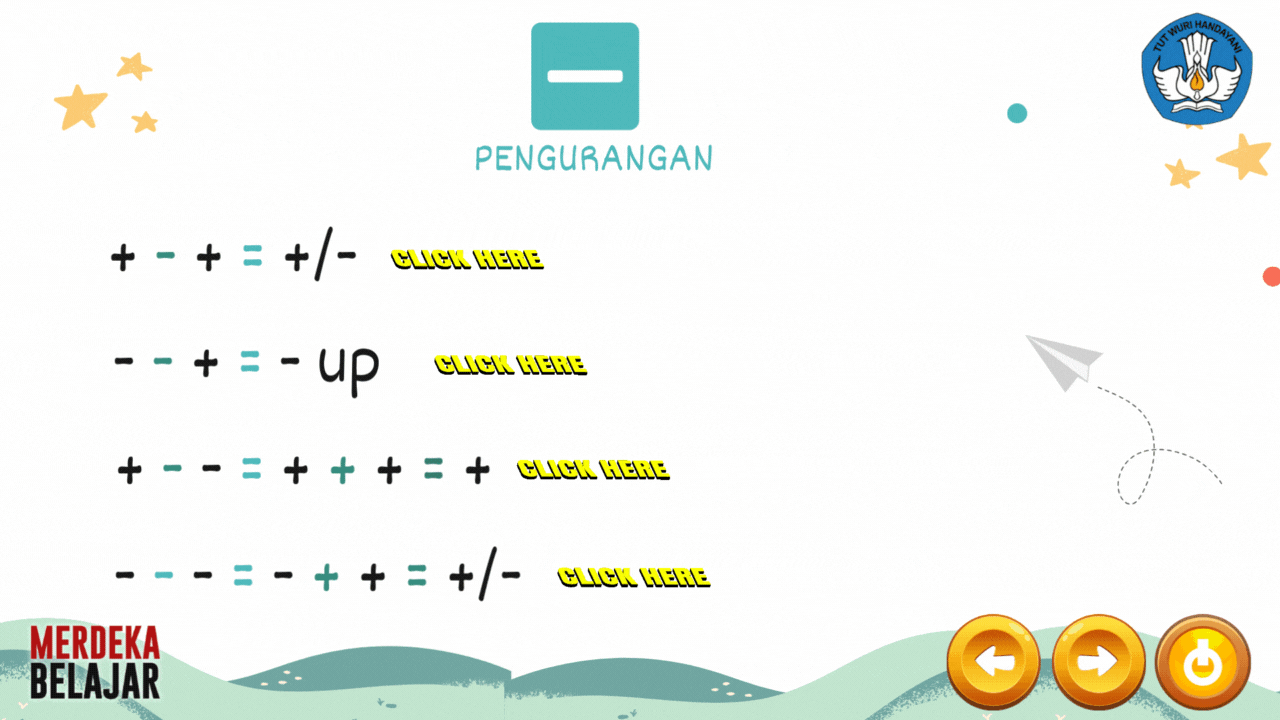 TUT WURI HANDAYANI
PENGURANGAN
+ - + = +/- CLICK HERE
- - + = - up CLICK HERE
+ - - = + + + = + CLICK HERE
- - - = - + + = +/- CLICK HERE
MERDEKA
BELAJAR